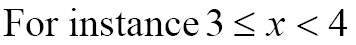 For instance 3 ≤ x < 4